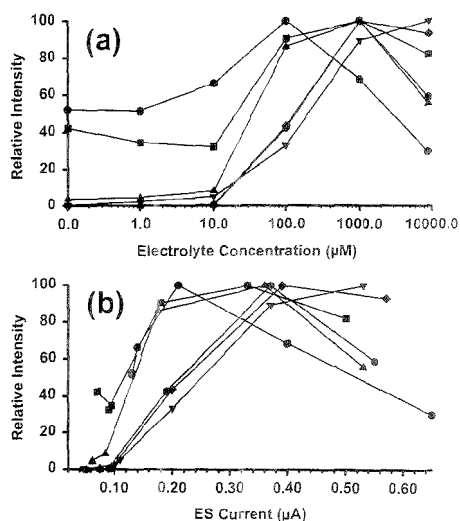 (a)
Relative Intensity
100
80
60
40
20
0
0.0 1.0 10.0 100.0 1000.0 10000.0
Electrolyte Concentration (µM)
(b)
Relative Intensity
100
80
60
40
20
0
0.10 0.20 0.30 0.40 0.50 0.60
ES Current (µA)